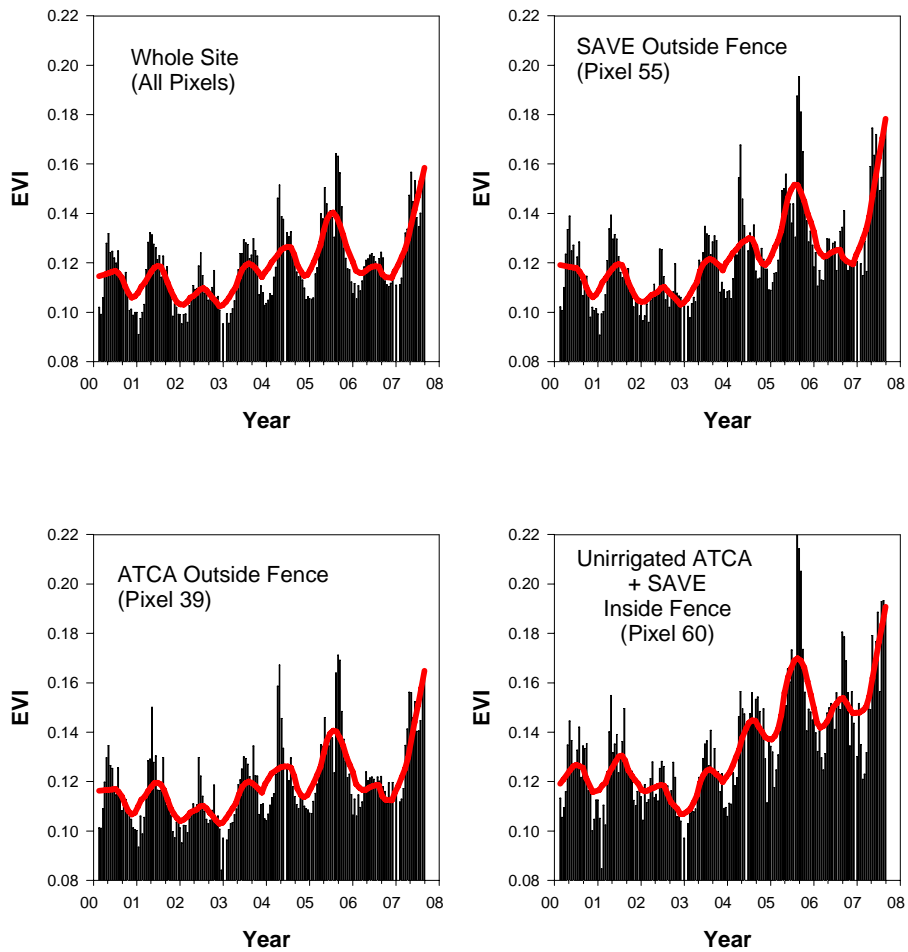 Whole Site
(All Pixels)
EVI
0.22
0.20
0.18
0.16
0.14
0.12
0.10
0.08
00 01 02 03 04 05 06 07 08
Year
SAVE Outside Fence
(Pixel 55)
EVI
0.22
0.20
0.18
0.16
0.14
0.12
0.10
0.08
00 01 02 03 04 05 06 07 08
Year
ATCA Outside Fence
(Pixel 39)
EVI
0.22
0.20
0.18
0.16
0.14
0.12
0.10
0.08
00 01 02 03 04 05 06 07 08
Year
Unirrigated ATCA
+ SAVE
Inside Fence
(Pixel 60)
EVI
0.22
0.20
0.18
0.16
0.14
0.12
0.10
0.08
00 01 02 03 04 05 06 07 08
Year